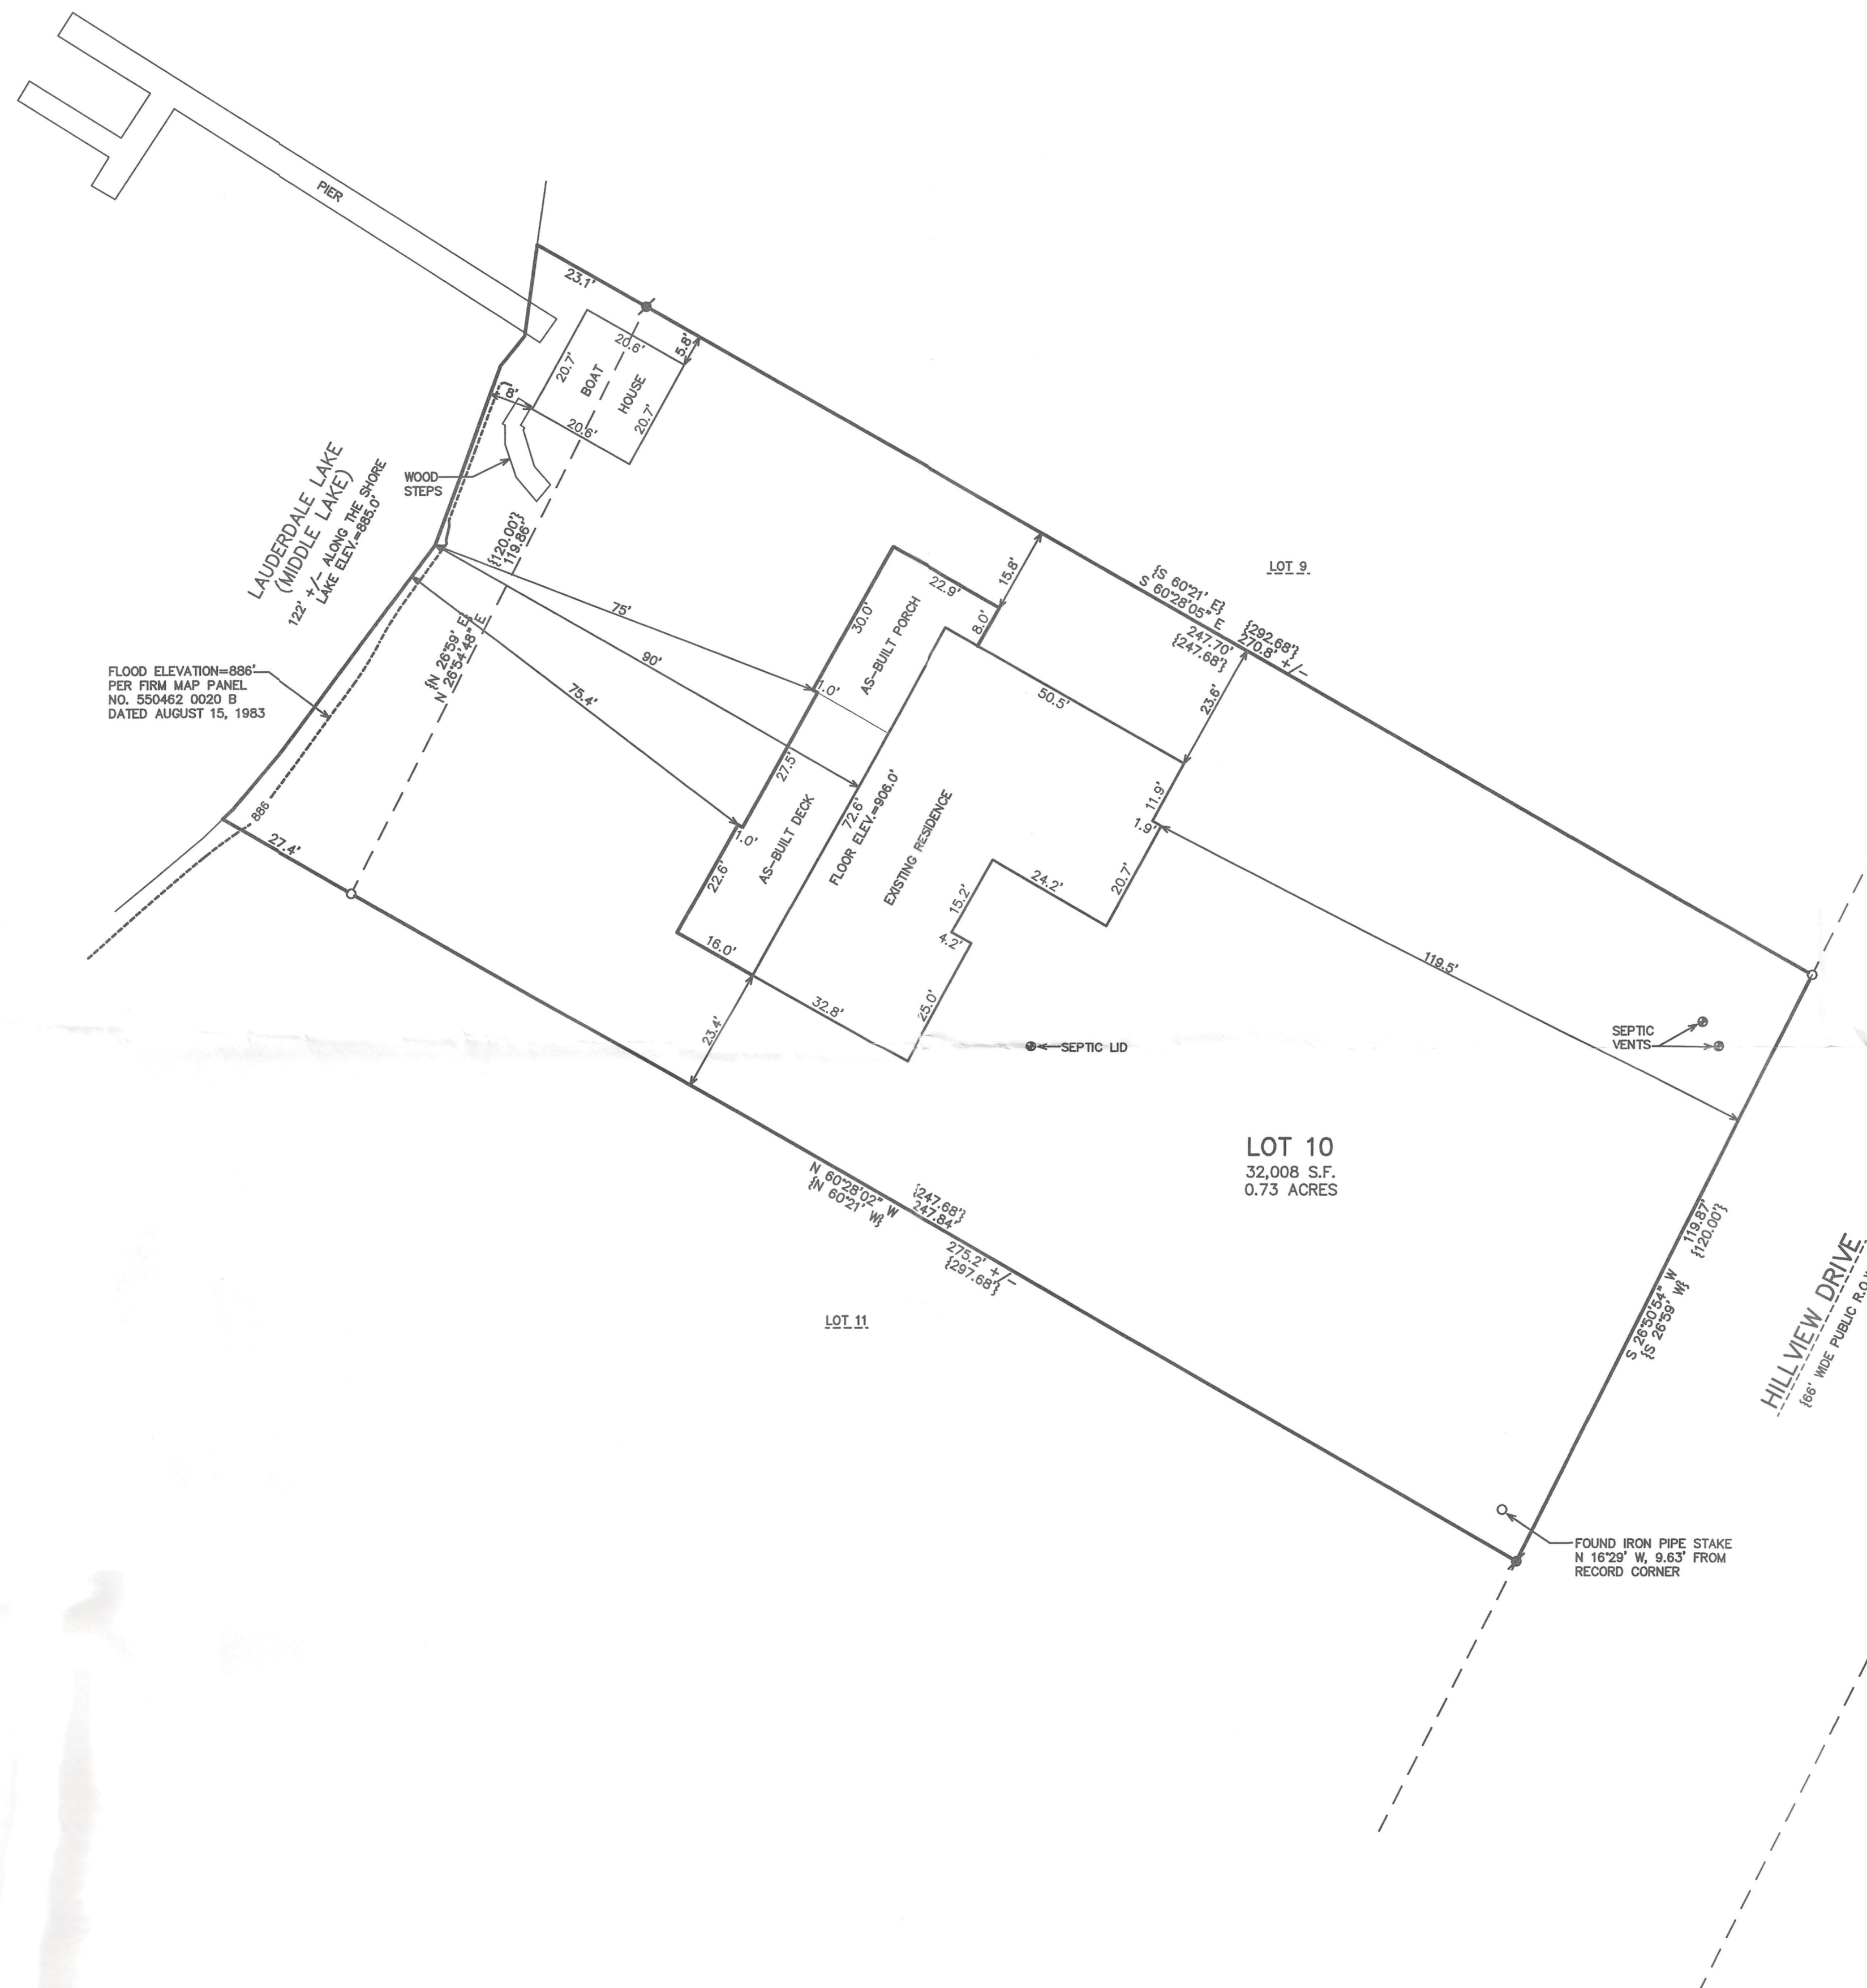 PIER
23.1'
20.6'
5.8'
20.7'
BOAT
HOUSE
20.7'
8'
20.6'
WOOD
STEPS
LAUDERDALE LAKE
(MIDDLE LAKE)
122' +/- ALONG THE SHORE
LAKE ELEV.=885.0'
{120.00'}
119.86'
{N 26°59' E}
N 26°54'48" E
FLOOD ELEVATION=886'
PER FIRM MAP PANEL
NO. 550462 0020 B
DATED AUGUST 15, 1983
886
27.4'
75'
90'
75.4'
15.8'
22.9'
30.0'
8.0'
AS-BUILT PORCH
1.0'
27.5'
1.0'
22.6'
AS-BUILT DECK
16.0'
72.6'
FLOOR ELEV.=906.0'
EXISTING RESIDENCE
50.5'
23.6'
11.9'
1.9'
20.7'
24.2'
15.2'
4.2'
25.0'
32.8'
23.4'
LOT 9
{S 60°21' E}
S 60°28'05" E
{292.68'}
270.8' +/-
247.70'
{247.68'}
119.5'
SEPTIC LID
SEPTIC
VENTS
LOT 10
32,008 S.F.
0.73 ACRES
N 60°28'02" W
{N 60°21' W}
{247.68'}
247.84'
275.2' +/-
{297.68'}
LOT 11
119.87'
{120.00'}
S 26°50'54" W
{S 26°59' W}
HILLVIEW DRIVE
{66' WIDE PUBLIC
FOUND IRON PIPE STAKE
N 16°29' W, 9.63' FROM
RECORD CORNER